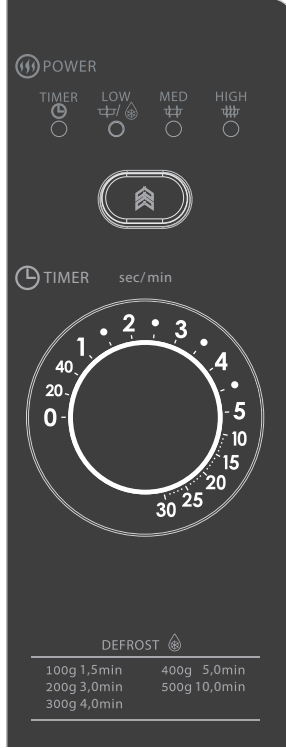 POWER
TIMER LOW MED HIGH
/
TIMER sec/min
0 20 40 1 2 3 4 5 10 15 20 25 30
DEFROST
100g 1,5min 400g 5,0min
200g 3,0min 500g 10,0min
300g 4,0min